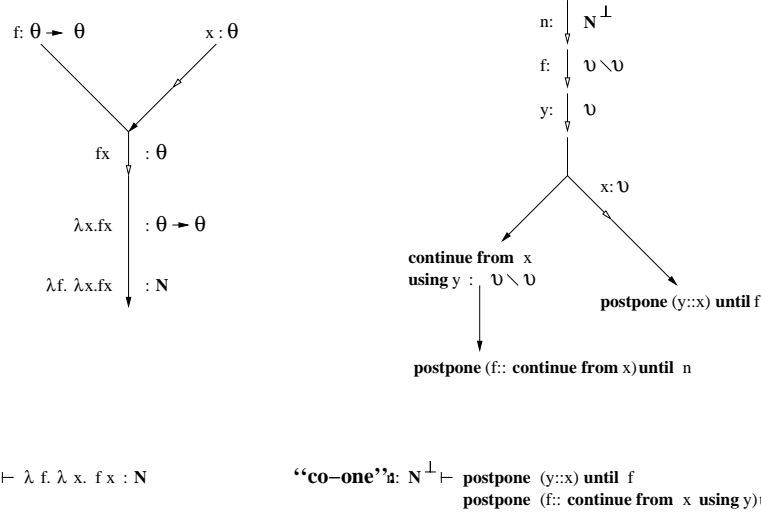 n: N⊥
f: θ → θ
x : θ
f: υ∖υ
y: υ
fx : θ
x: υ
λx.fx : θ → θ
continue from x
using y : υ ∖ υ
λf. λx.fx : N
postpone (y::x) until f
postpone (f:: continue from x) until n
⊢ λ f. λ x. f x : N
“co−one”: n: N⊥ ⊢ postpone (y::x) until f
postpone (f:: continue from x using y)